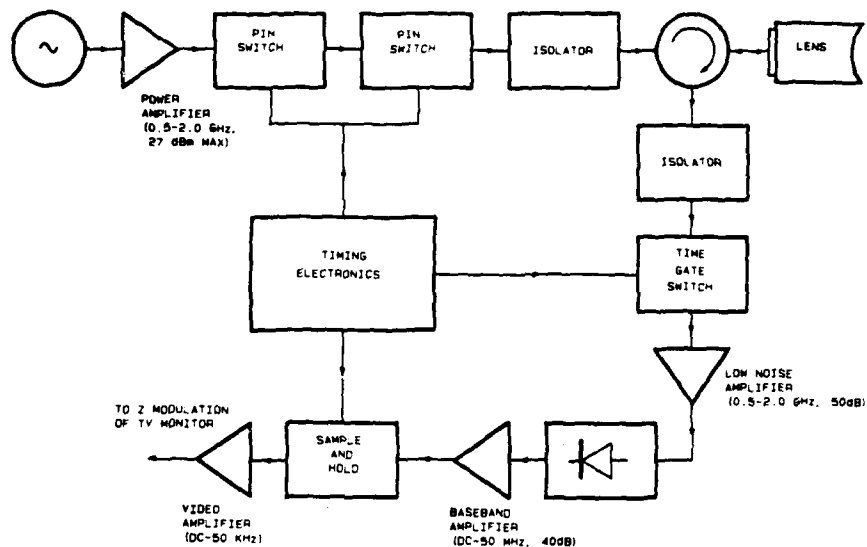 PIN
SWITCH
PIN
SWITCH
ISOLATOR
LENS
POWER
AMPLIFIER
(0.5-2.0 GHz,
27 dBm MAX)
ISOLATOR
TIMING
ELECTRONICS
TIME
GATE
SWITCH
LOW NOISE
AMPLIFIER
(0.5-2.0 GHz, 50dB)
TO Z MODULATION
OF TV MONITOR
SAMPLE
AND
HOLD
VIDEO
AMPLIFIER
(DC-50 KHz)
BASEBAND
AMPLIFIER
(DC-50 MHz, 40dB)